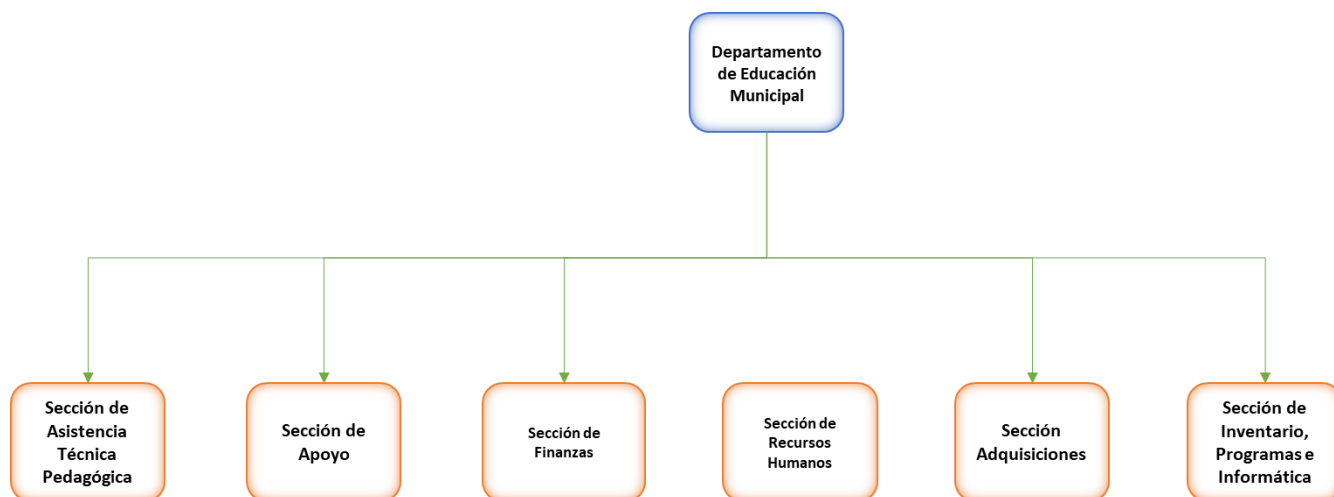 Departamento
de Educación
Municipal
Sección de
Asistencia
Técnica
Pedagógica
Sección de
Apoyo
Sección de
Finanzas
Sección de
Recursos
Humanos
Sección
Adquisiciones
Sección de
Inventario,
Programas e
Informática